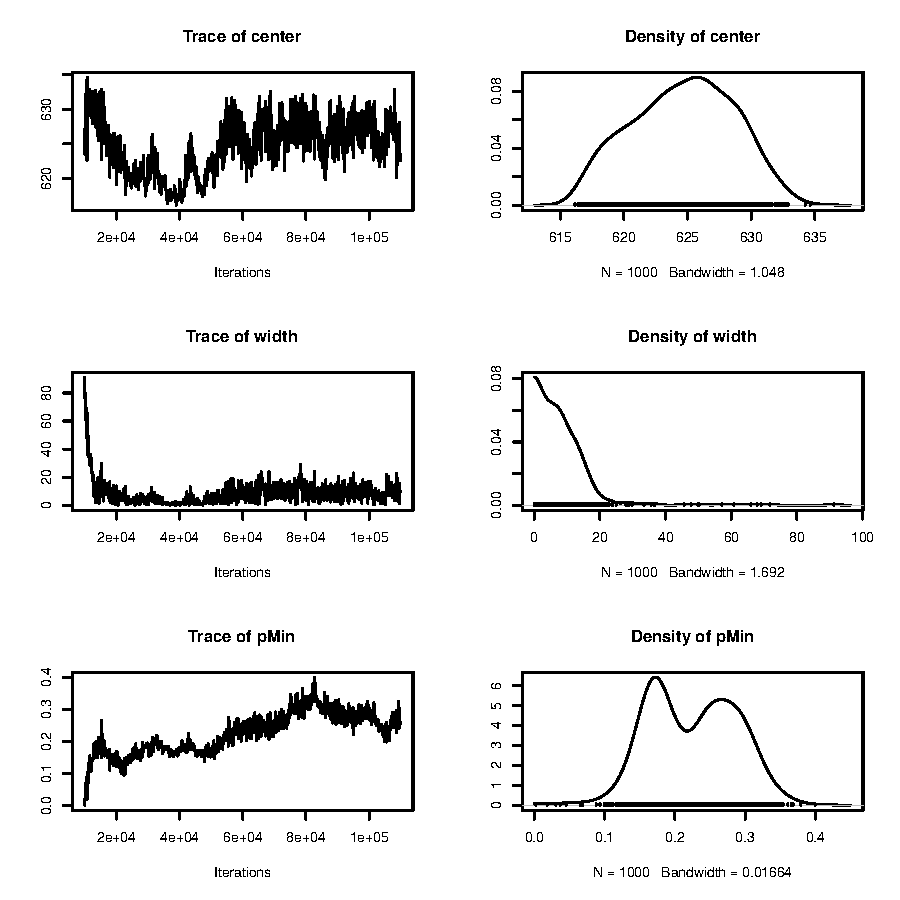 Trace of center
Density of center
620 630
0.00 0.04 0.08
2e+04 4e+04 6e+04 8e+04 1e+05
615 620 625 630 635
Iterations
N = 1000 Bandwidth = 1.048
Trace of width
Density of width
0 20 40 60 80
0.00 0.04 0.08
2e+04 4e+04 6e+04 8e+04 1e+05
0 20 40 60 80 100
Iterations
N = 1000 Bandwidth = 1.692
Trace of pMin
Density of pMin
0.0 0.1 0.2 0.3 0.4
0 1 2 3 4 5 6
2e+04 4e+04 6e+04 8e+04 1e+05
0.0 0.1 0.2 0.3 0.4
Iterations
N = 1000 Bandwidth = 0.01664